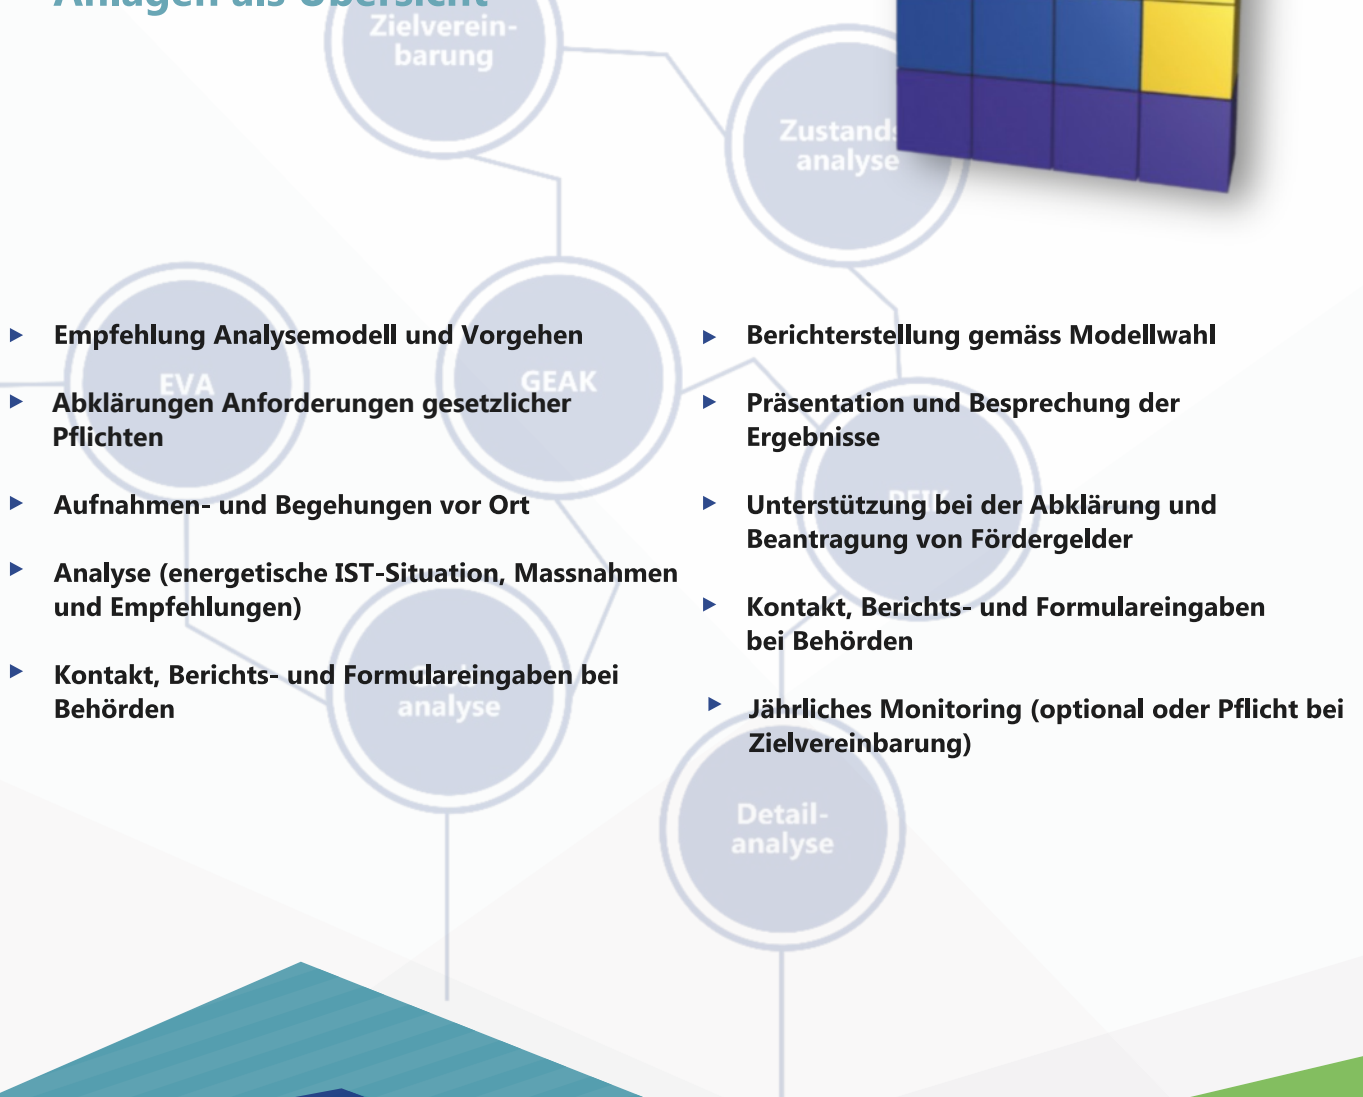 Anlagen als Übersicht
Zielverein-
barung
Zustands
analyse
Empfehlung Analysemodell und Vorgehen
EVA
GEAK
Abklärungen Anforderungen gesetzlicher
Pflichten
Aufnahmen- und Begehungen vor Ort
Analyse (energetische IST-Situation, Massnahmen
und Empfehlungen)
Kontakt, Berichts- und Formulareingaben bei
Behörden
analyse
Berichterstellung gemäss Modellwahl
Präsentation und Besprechung der
Ergebnisse
Unterstützung bei der Abklärung und
Beantragung von Fördergelder
Kontakt, Berichts- und Formulareingaben
bei Behörden
Jährliches Monitoring (optional oder Pflicht bei
Zielvereinbarung)
Detail-
analyse